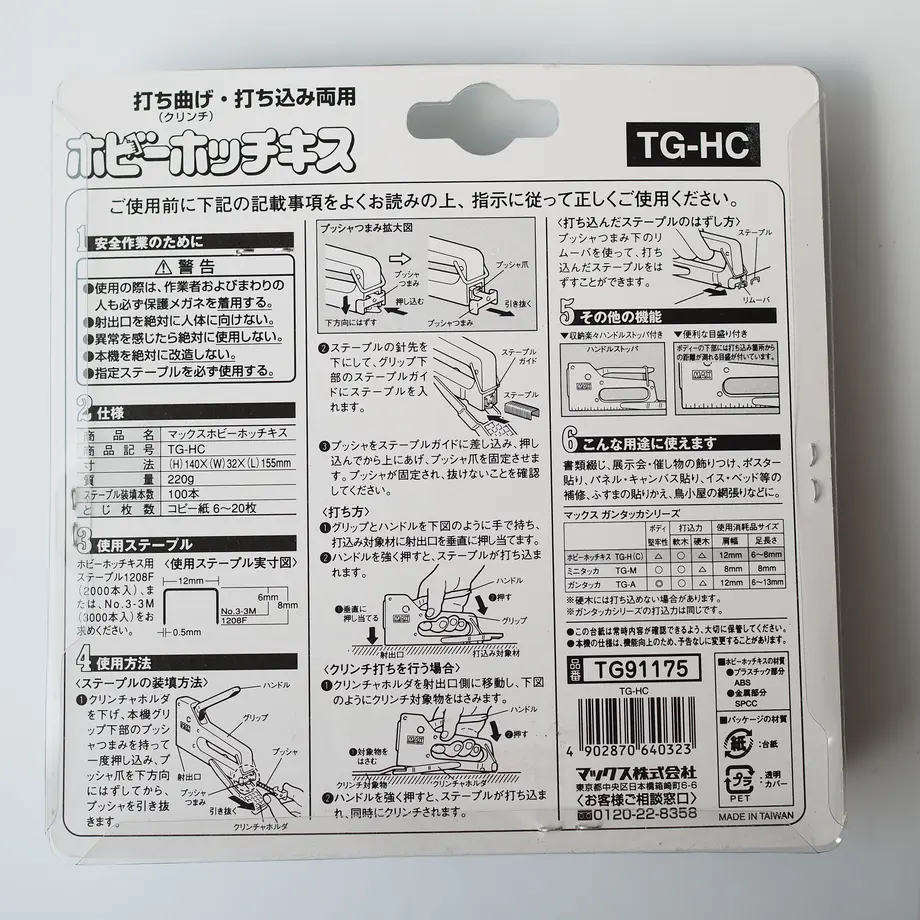 打ち曲げ・打ち込み両用
(クリンチ)
ホビーホッチキス
TG-HC
ご使用前に下記の記載事項をよくお読みの上、指示に従って正しくご使用ください。
1 安全作業のために
⚠ 警告
●使用の際は、作業者およびまわりの
人も必ず保護メガネを着用する。
●射出口を絶対に人体に向けない。
●異常を感じたら絶対に使用しない。
●本機を絶対に改造しない。
●指定ステープルを必ず使用する。
2 仕様
商品名 マックスホビーホッチキス
商品記号 TG-HC
寸法 (H)140×(W)32×(L)155mm
質量 220g
ステープル装填本数 100本
とじ枚数 コピー紙 6～20枚
3 使用ステープル
ホビーホッチキス用
ステープル1208F
(2000本入)、ま
たは、No.3-3M
(3000本入)をお
求めください。
〈使用ステープル実寸図〉
12mm
6mm
8mm
No.3-3M
1208F
0.5mm
4 使用方法
〈ステープルの装填方法〉
❶クリンチャホルダ
を下げ、本機グリ
ップ下部のプッシ
ャつまみを持って
一度押し込み、プ
ッシャ爪を下方向
にはずしてから、
プッシャを引き抜
きます。
ハンドル
グリップ
プッシャ
射出口
プッシャ
つまみ
引き抜く
クリンチャホルダ
プッシャつまみ拡大図
プッシャ
つまみ
プッシャ爪
押し込む
引き抜く
下方向にはずす
プッシャつまみ
❷ステープルの針先を
下にして、グリップ下
部のステープルガイ
ドにステープルを入
れます。
ステープル
ガイド
ステープル
❸プッシャをステープルガイドに差し込み、押し
込んでから上にあげ、プッシャ爪を固定させま
す。プッシャが固定され、抜けないことを確認
してください。
〈打ち方〉
❶グリップとハンドルを下図のように手で持ち、
打込み対象材に射出口を垂直に押し当てます。
❷ハンドルを強く押すと、ステープルが打ち込ま
れます。
ハンドル
❷押す
❶垂直に
押し当てる
グリップ
射出口
打込み対象材
〈クリンチ打ちを行う場合〉
❶クリンチャホルダを射出口側に移動し、下図
のようにクリンチ対象物をはさみます。
ハンドル
❷押す
❶対象物を
はさむ
クリンチ対象物
クリンチャホルダ
グリップ
❷ハンドルを強く押すと、ステープルが打ち込ま
れ、同時にクリンチされます。
〈打ち込んだステープルのはずし方〉
プッシャつまみ下のリ
ムーバを使って、打ち
込んだステープルをは
ずすことができます。
ステープル
リムーバ
5 その他の機能
▼収納楽々ハンドルストッパ付き
▼便利な目盛り付き
ハンドルストッパ
ボディーの下部には打ち込み箇所から
の距離が測れる目盛が付いています。
6 こんな用途に使えます
書類綴じ、展示会・催し物の飾りつけ、ポスター
貼り、パネル・キャンバス貼り、イス・ベッド等の
補修、ふすまの貼りかえ、鳥小屋の網張りなどに。
マックス ガンタッカシリーズ
ボディ 打込力 使用消耗品サイズ
堅牢性 軟木 硬木 肩幅 足長さ
ホビーホッチキス TG-H(C) △ ○ △ 12mm 6～8mm
ミニタッカ TG-M ○ ○ △ 8mm 8mm
ガンタッカ TG-A ◎ ○ △ 12mm 6～13mm
※硬木には打込めない場合があります。
※ガンタッカシリーズの打込力は同じです。
●この台紙は常時内容が確認できるよう、大切に保管してください。
●本機の仕様は、機能向上のため、予告なしに変更することがあります。
品番 TG91175
TG-HC
4 902870 640323
マックス株式会社
東京都中央区日本橋箱崎町6-6
〈お客様ご相談窓口〉
0120-22-8358
■ホビーホッチキスの材質
●プラスチック部分
ABS
●金属部分
SPCC
■パッケージの材質
紙 :台紙
プラ :透明
カバー
PET
MADE IN TAIWAN